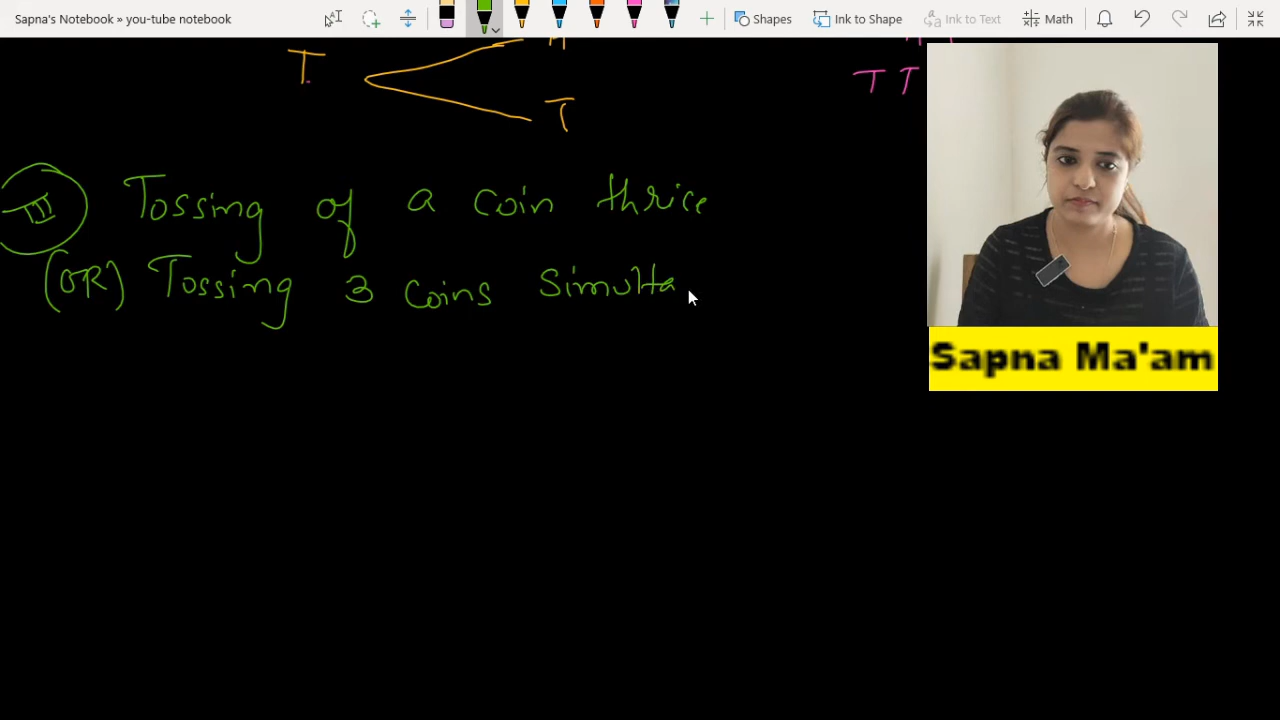 Sapna's Notebook » you-tube notebook
Shapes
Ink to Shape
Ink to Text
Math
T
T
T T
III Tossing of a coin thrice
(OR) Tossing 3 coins Simulta
Sapna Ma'am